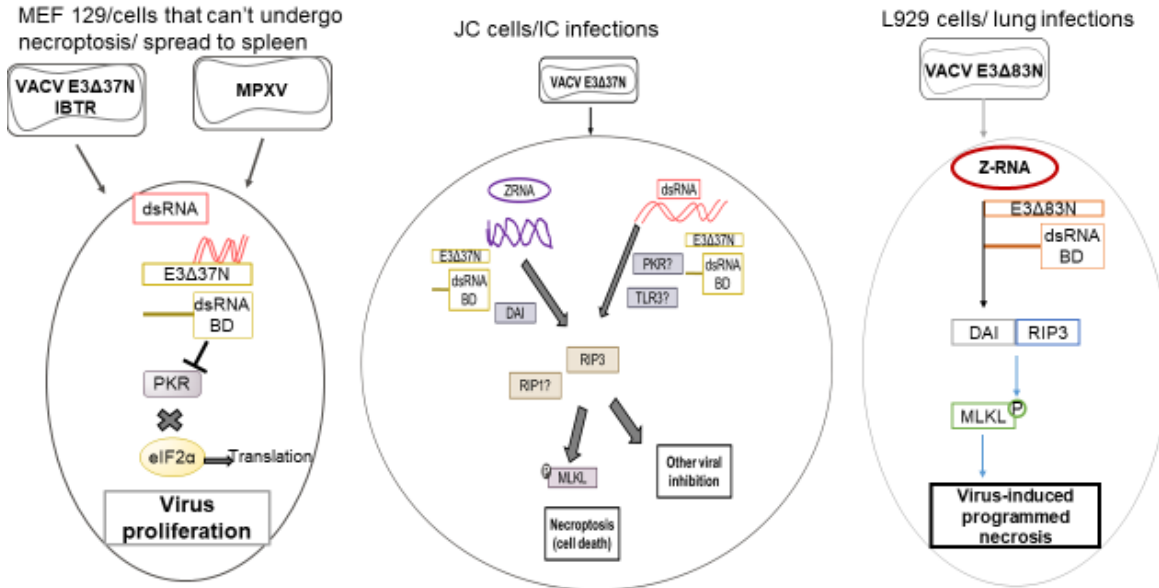 MEF 129/cells that can't undergo
necroptosis/ spread to spleen
VACV E3Δ37N
IBTR
MPXV
dsRNA
E3Δ37N
dsRNA
BD
PKR
eIF2α
Translation
Virus
proliferation
JC cells/IC infections
VACV E3Δ37N
ZRNA
dsRNA
E3Δ37N
dsRNA
BD
DAI
E3Δ37N
PKR?
dsRNA
BD
TLR3?
RIP3
RIP1?
P
MLKL
Other viral
inhibition
Necroptosis
(cell death)
L929 cells/ lung infections
VACV E3Δ83N
Z-RNA
E3Δ83N
dsRNA
BD
DAI
RIP3
MLKL
P
Virus-induced
programmed
necrosis